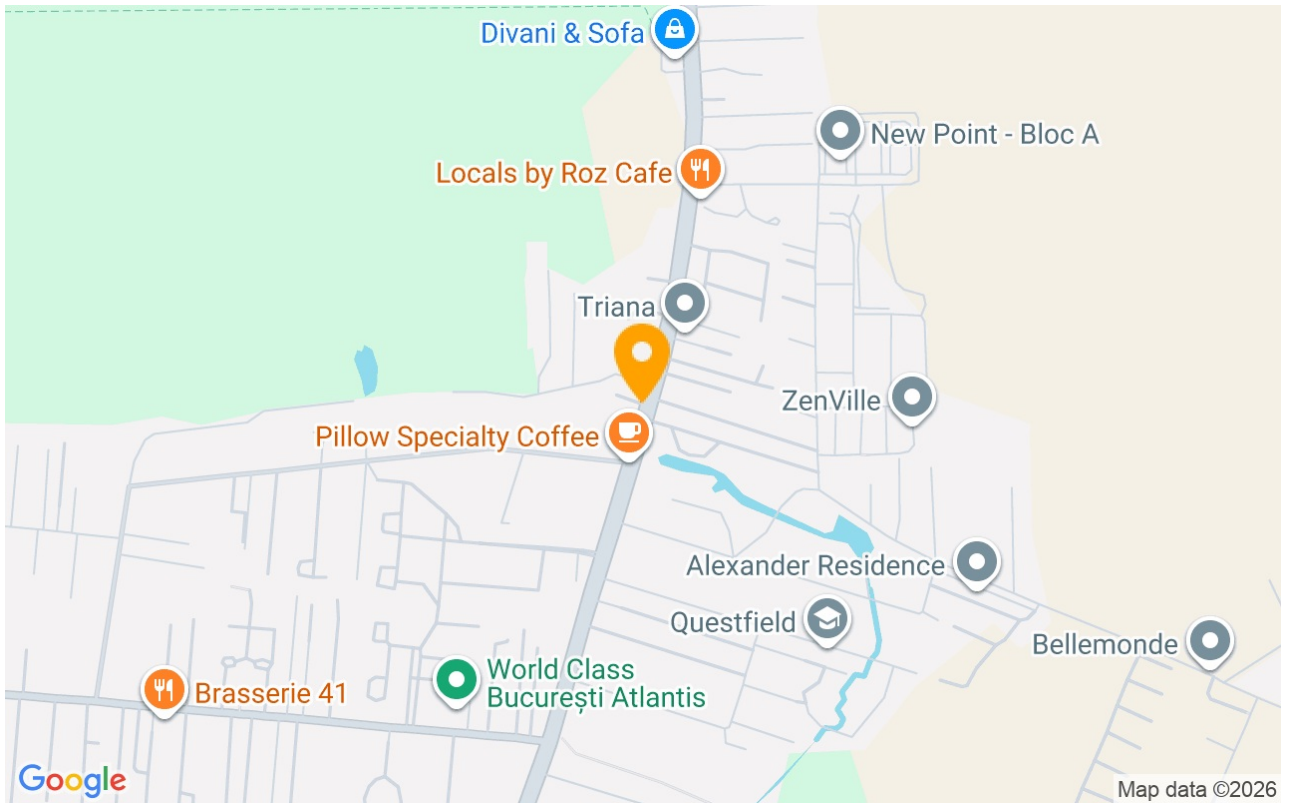 Divani & Sofa
New Point - Bloc A
Locals by Roz Cafe
Triana
ZenVille
Pillow Specialty Coffee
Alexander Residence
Questfield
Bellemonde
World Class
București Atlantis
Brasserie 41
Google
Map data ©2026